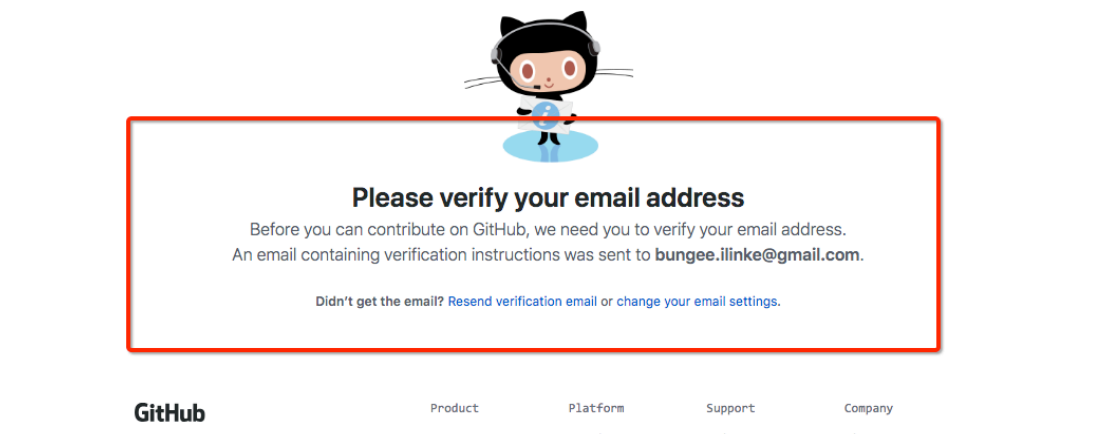 Please verify your email address
Before you can contribute on GitHub, we need you to verify your email address.
An email containing verification instructions was sent to bungee.ilinke@gmail.com.
Didn’t get the email? Resend verification email or change your email settings.
GitHub Product Platform Support Company